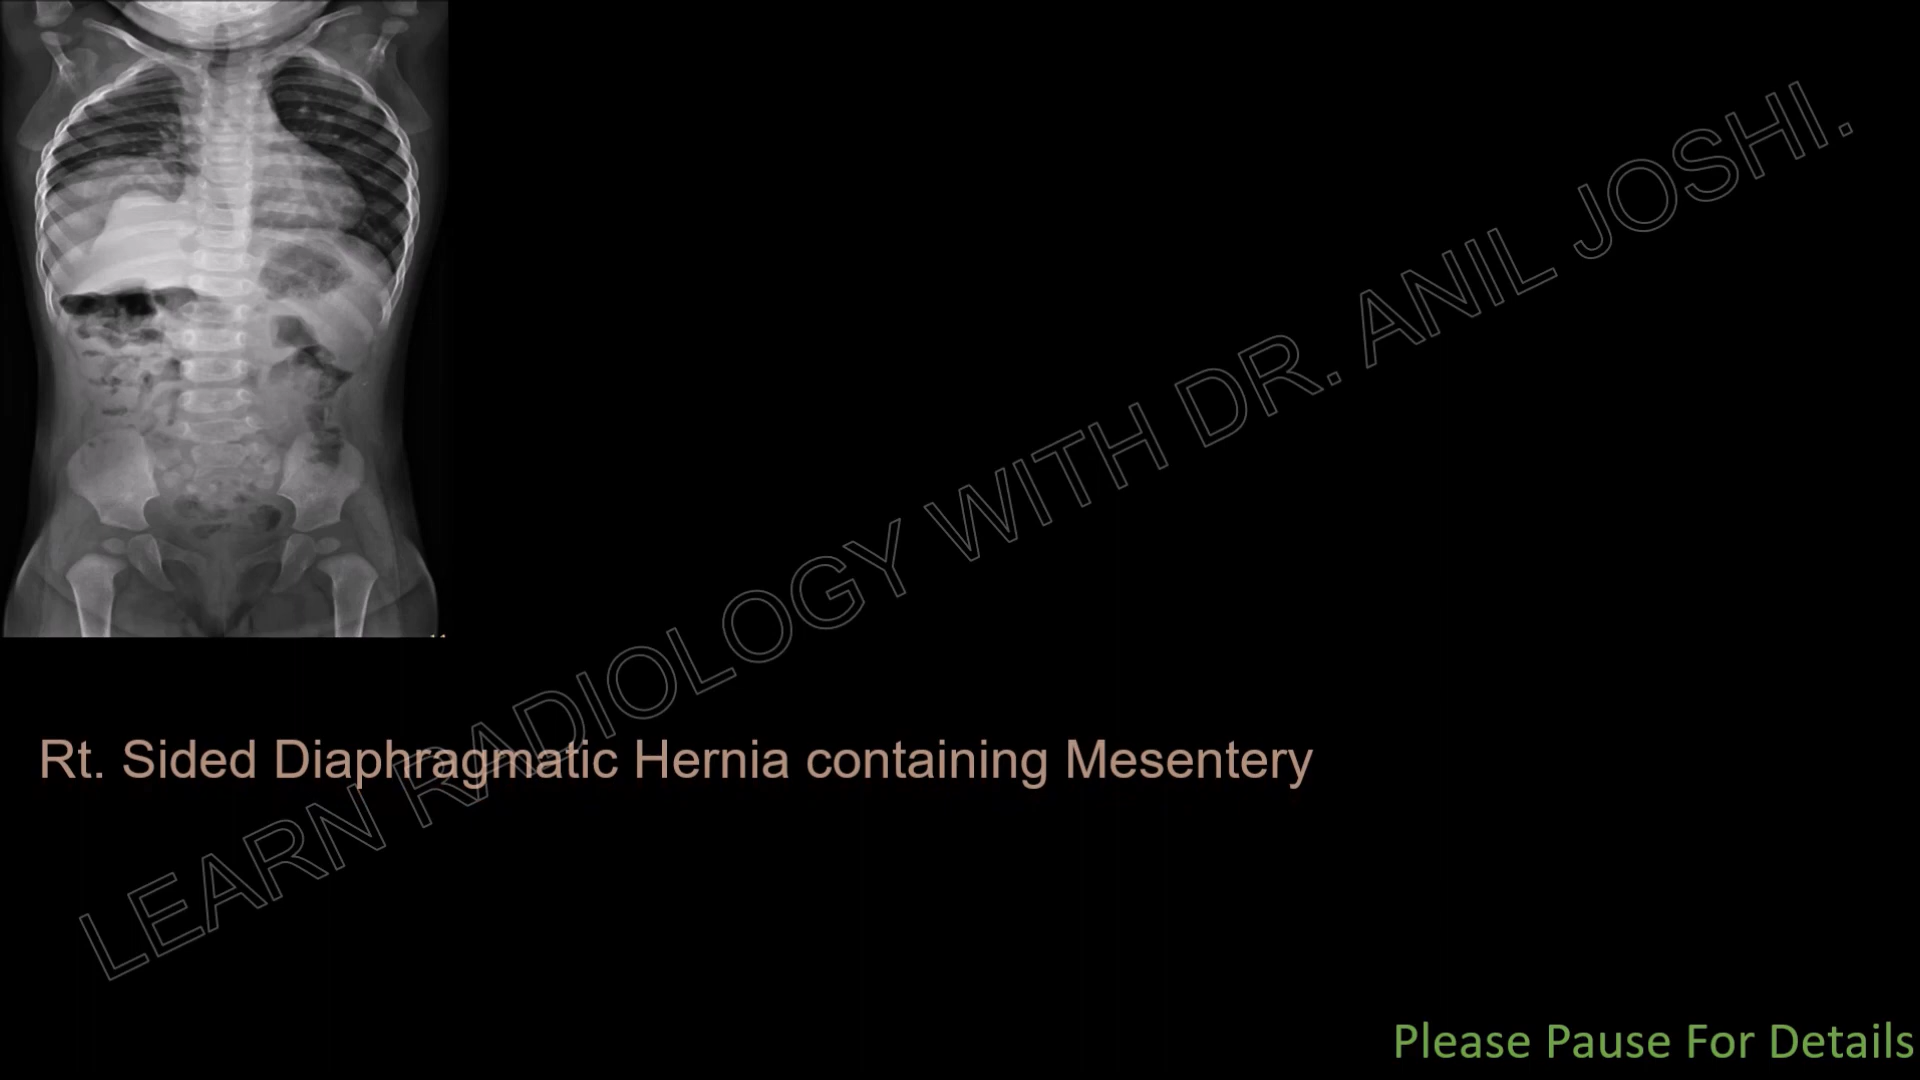 LEARN RADIOLOGY WITH DR. ANIL JOSHI.
Rt. Sided Diaphragmatic Hernia containing Mesentery
Please Pause For Details